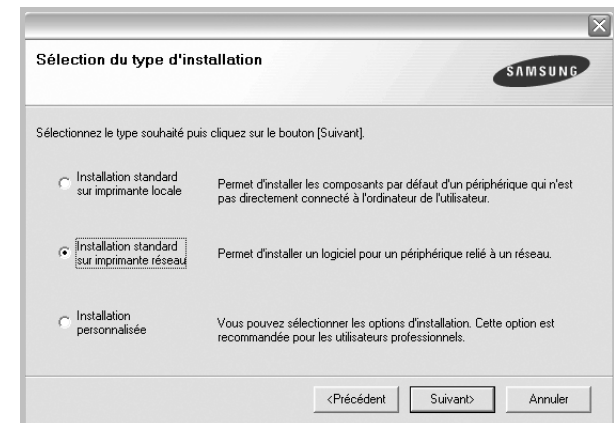 Sélection du type d'installation
SAMSUNG
Sélectionnez le type souhaité puis cliquez sur le bouton [Suivant].
Installation standard
sur imprimante locale
Permet d'installer les composants par défaut d'un périphérique qui n'est
pas directement connecté à l'ordinateur de l'utilisateur.
Installation standard
sur imprimante réseau
Permet d'installer un logiciel pour un périphérique relié à un réseau.
Installation
personnalisée
Vous pouvez sélectionner les options d'installation. Cette option est
recommandée pour les utilisateurs professionnels.
<Précédent
Suivant>
Annuler